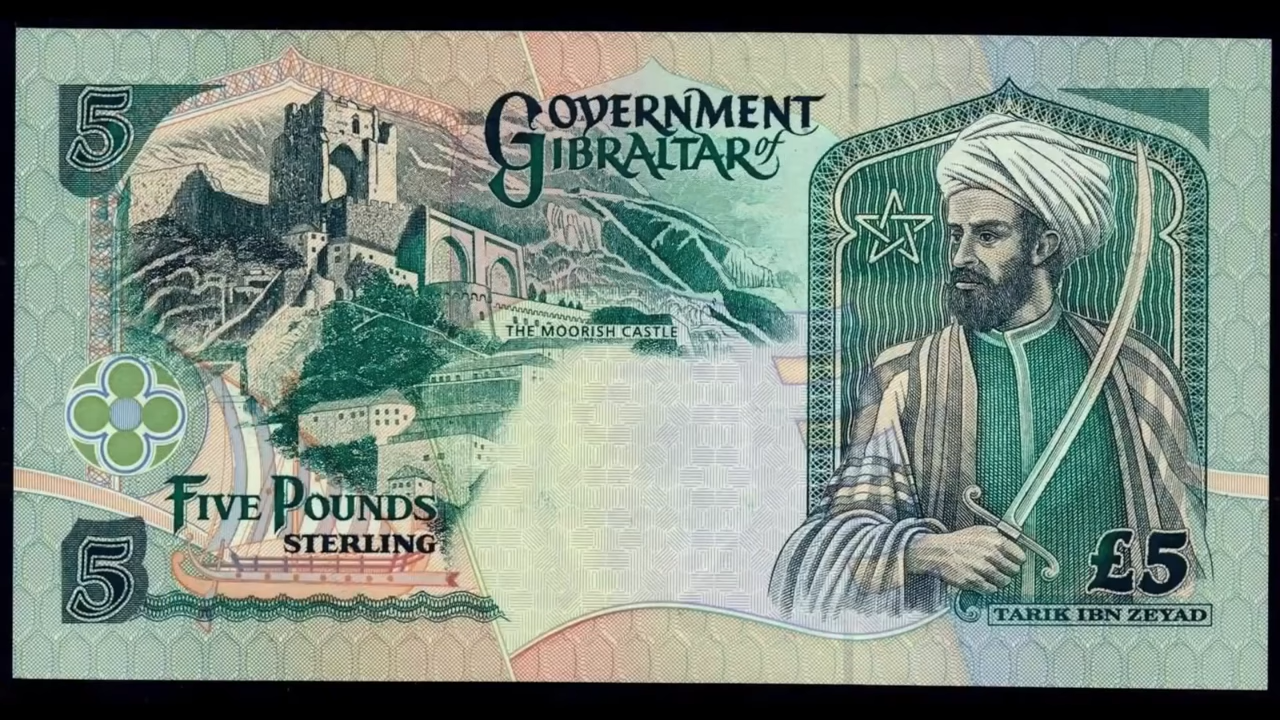 5
GOVERNMENT
of GIBRALTAR
THE MOORISH CASTLE
FIVE POUNDS
STERLING
5
£5
TARIK IBN ZEYAD